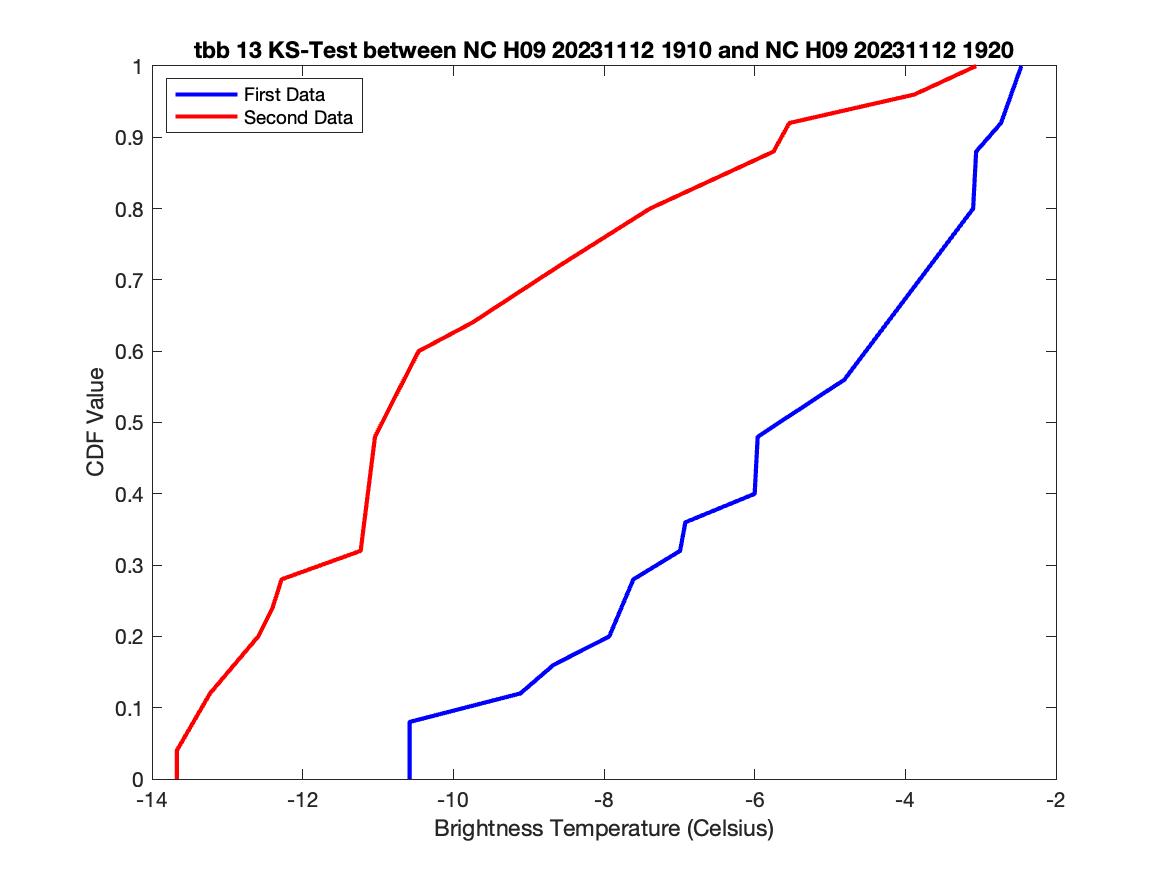 tbb 13 KS-Test between NC H09 20231112 1910 and NC H09 20231112 1920
First Data
Second Data
1
0.9
0.8
0.7
0.6
0.5
0.4
0.3
0.2
0.1
0
CDF Value
-14 -12 -10 -8 -6 -4 -2
Brightness Temperature (Celsius)